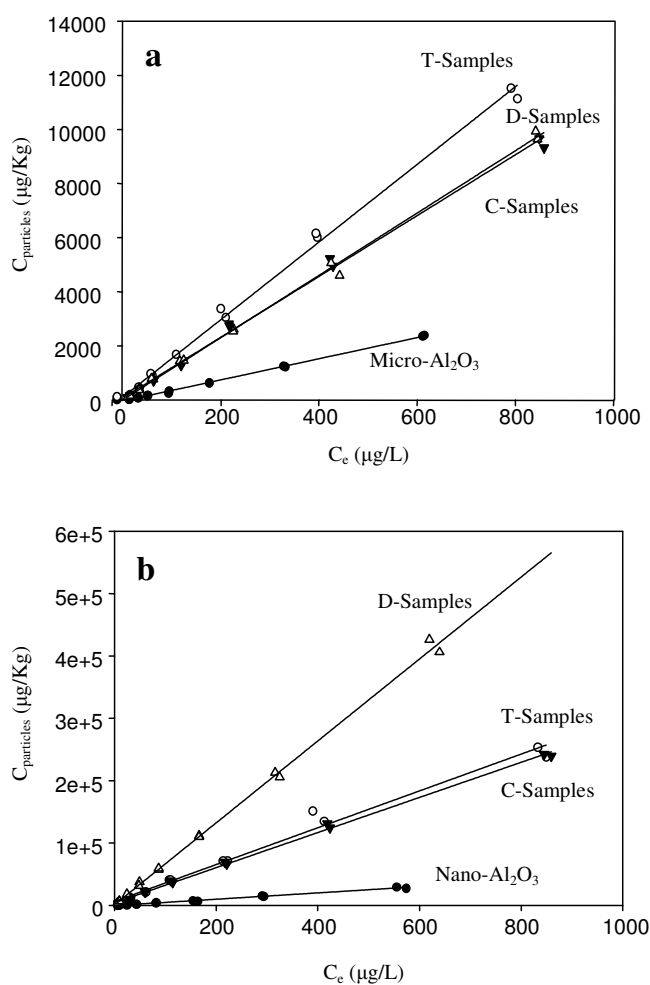 14000
a
T-Samples
12000
D-Samples
10000
8000
C-Samples
6000
4000
Micro-Al₂O₃
2000
0
0 200 400 600 800 1000
C_particles (μg/Kg)
C_e (μg/L)
6e+5
b
D-Samples
5e+5
4e+5
T-Samples
3e+5
C-Samples
2e+5
Nano-Al₂O₃
1e+5
0
0 200 400 600 800 1000
C_particles (μg/Kg)
C_e (μg/L)